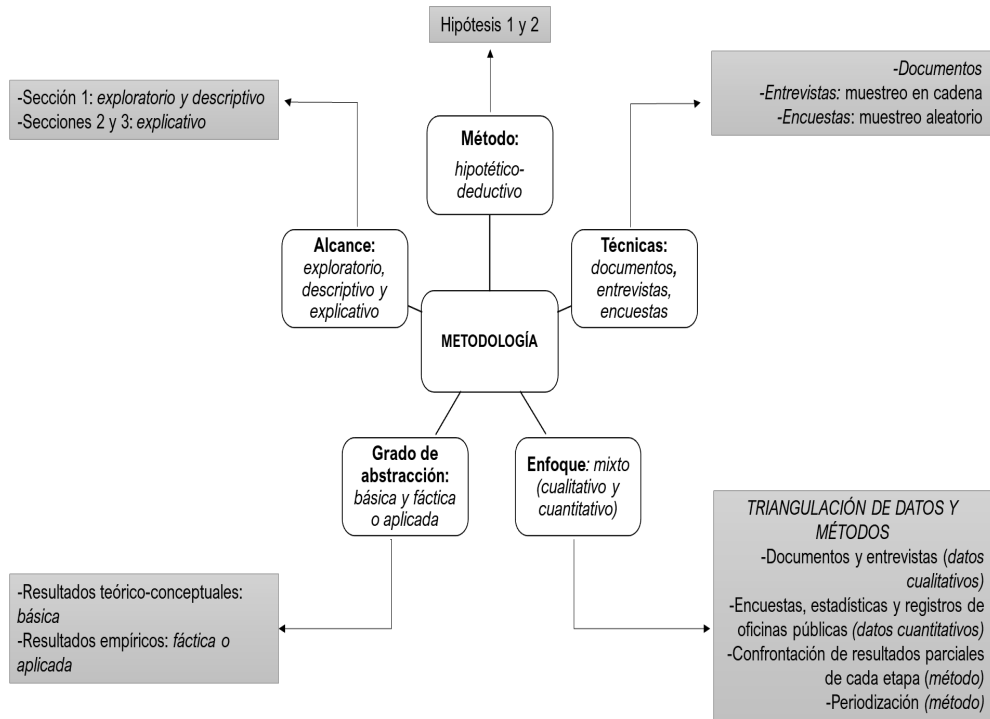 Hipótesis 1 y 2
-Sección 1: exploratorio y descriptivo
-Secciones 2 y 3: explicativo
-Documentos
-Entrevistas: muestreo en cadena
-Encuestas: muestreo aleatorio
Método:
hipotético-
deductivo
Alcance:
exploratorio,
descriptivo y
explicativo
Técnicas:
documentos,
entrevistas,
encuestas
METODOLOGÍA
Grado de
abstracción:
básica y fáctica
o aplicada
Enfoque: mixto
(cualitativo y
cuantitativo)
-Resultados teórico-conceptuales:
básica
-Resultados empíricos: fáctica o
aplicada
TRIANGULACIÓN DE DATOS Y
MÉTODOS
-Documentos y entrevistas (datos
cualitativos)
-Encuestas, estadísticas y registros de
oficinas públicas (datos cuantitativos)
-Confrontación de resultados parciales
de cada etapa (método)
-Periodización (método)